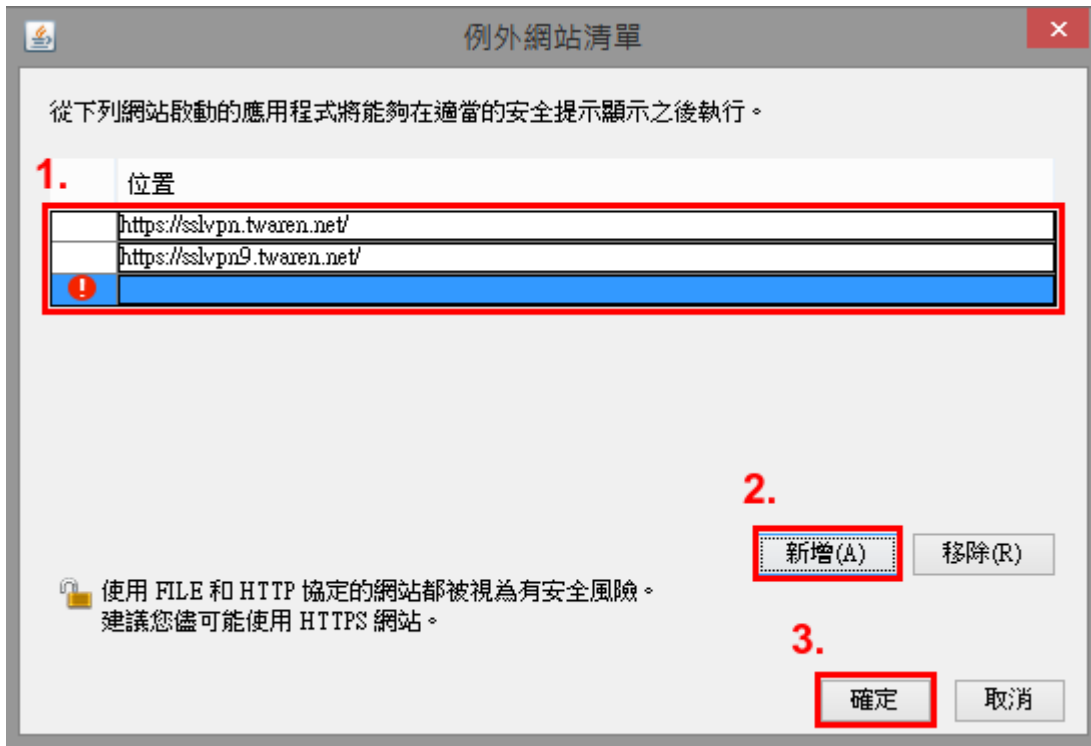 例外網站清單
從下列網站啟動的應用程式將能夠在適當的安全提示顯示之後執行。
1.
位置
https://sslvpn.twaren.net/
https://sslvpn9.twaren.net/
2.
新增(A) 移除(R)
使用 FILE 和 HTTP 協定的網站都被視為有安全風險。
建議您儘可能使用 HTTPS 網站。
3.
確定 取消